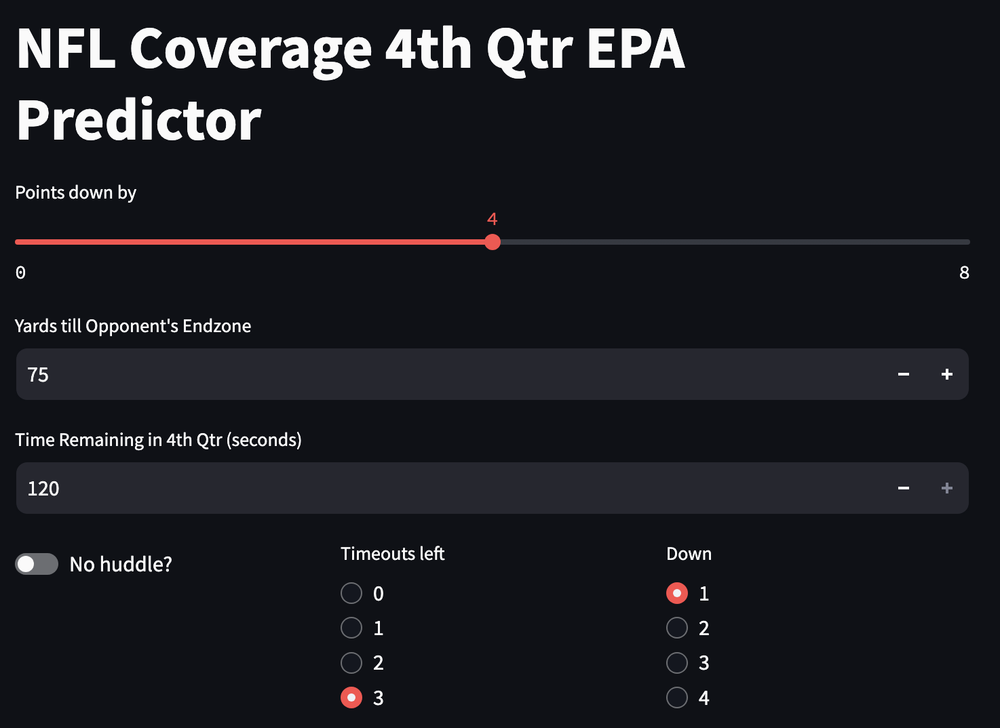 NFL Coverage 4th Qtr EPA
Predictor
Points down by
4
0 8
Yards till Opponent's Endzone
75 − +
Time Remaining in 4th Qtr (seconds)
120 − +
No huddle?
Timeouts left
0
1
2
3
Down
1
2
3
4